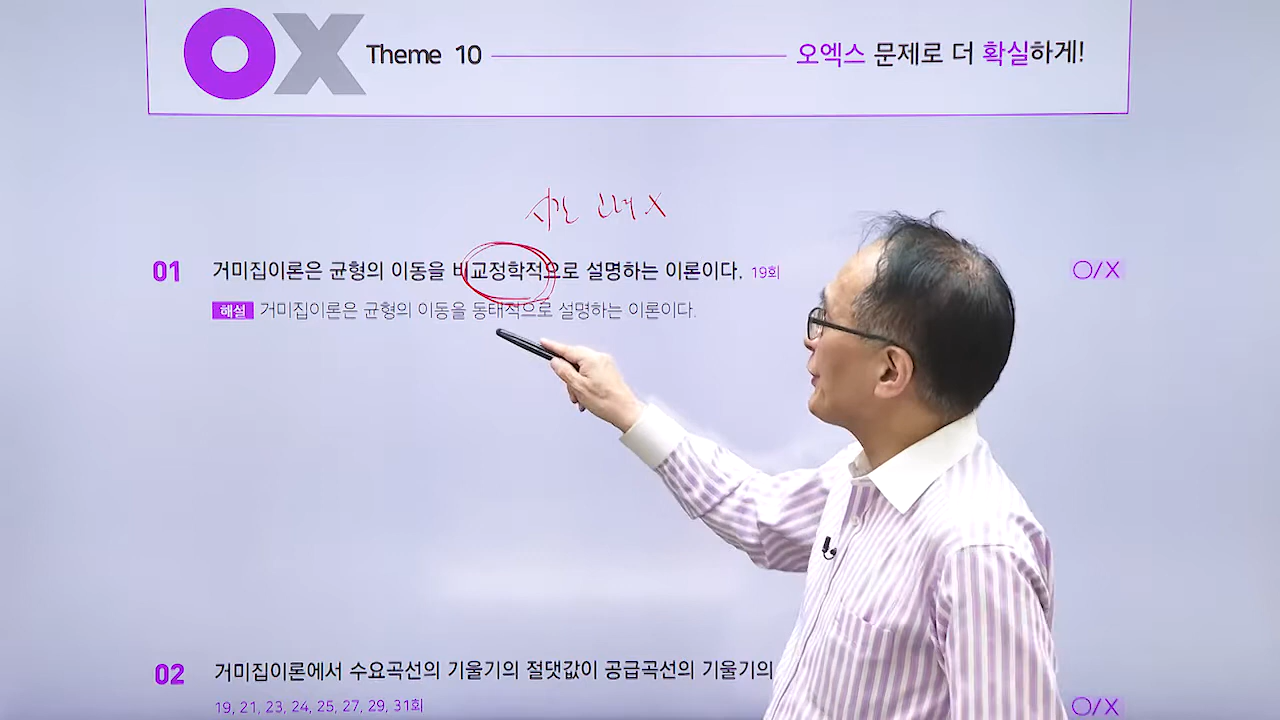 OX Theme 10 오엑스 문제로 더 확실하게!
시간 고려 X
01 거미집이론은 균형의 이동을 비교정학적으로 설명하는 이론이다. 19회 O/X
해설 거미집이론은 균형의 이동을 동태적으로 설명하는 이론이다.
02 거미집이론에서 수요곡선의 기울기의 절댓값이 공급곡선의 기울기의
19, 21, 23, 24, 25, 27, 29, 31회 O/X